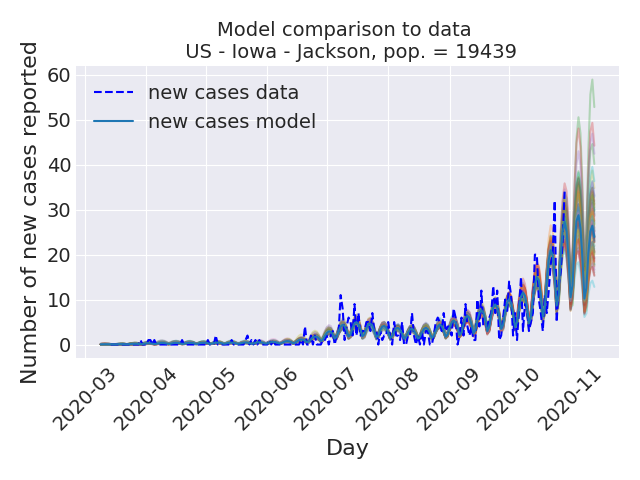 Model comparison to data
US - Iowa - Jackson, pop. = 19439
Number of new cases reported
60
50
40
30
20
10
0
new cases data
new cases model
2020-03
2020-04
2020-05
2020-06
2020-07
2020-08
2020-09
2020-10
2020-11
Day